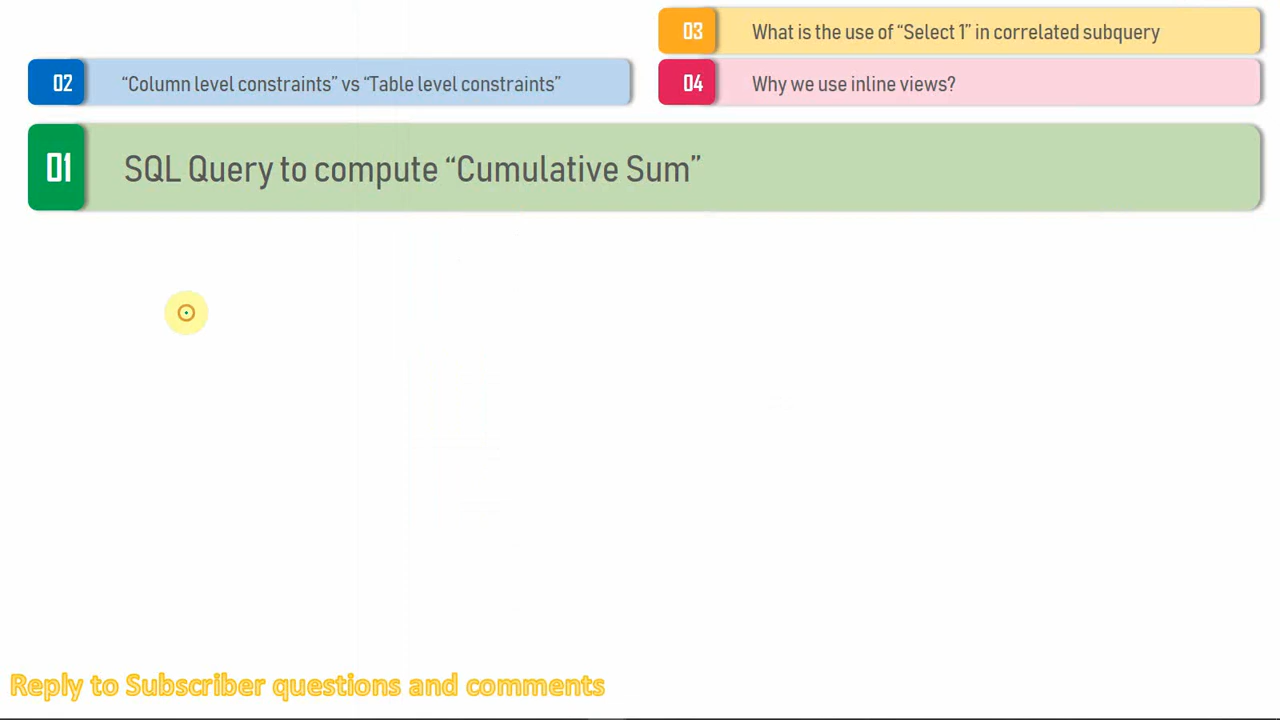 03 What is the use of “Select 1” in correlated subquery
02 “Column level constraints” vs “Table level constraints”
04 Why we use inline views?
01 SQL Query to compute “Cumulative Sum”
Reply to Subscriber questions and comments